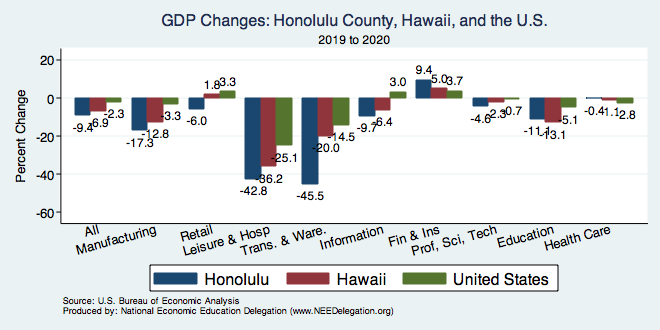 GDP Changes: Honolulu County, Hawaii, and the U.S.
2019 to 2020
Percent Change
20
0
-20
-40
-60
-9.4
-6.9
-2.3
-17.3
-12.8
-3.3
-6.0
1.8
3.3
-42.8
-36.2
-25.1
-45.5
-20.0
-14.5
-9.7
-6.4
3.0
9.4
5.0
3.7
-4.6
-2.3
-0.7
-11.1
-13.1
-5.1
-0.4
-1.1
-2.8
All
Manufacturing
Retail
Leisure & Hosp
Trans. & Ware.
Information
Fin & Ins
Prof, Sci, Tech
Education
Health Care
Honolulu
Hawaii
United States
Source: U.S. Bureau of Economic Analysis
Produced by: National Economic Education Delegation (www.NEEDelegation.org)